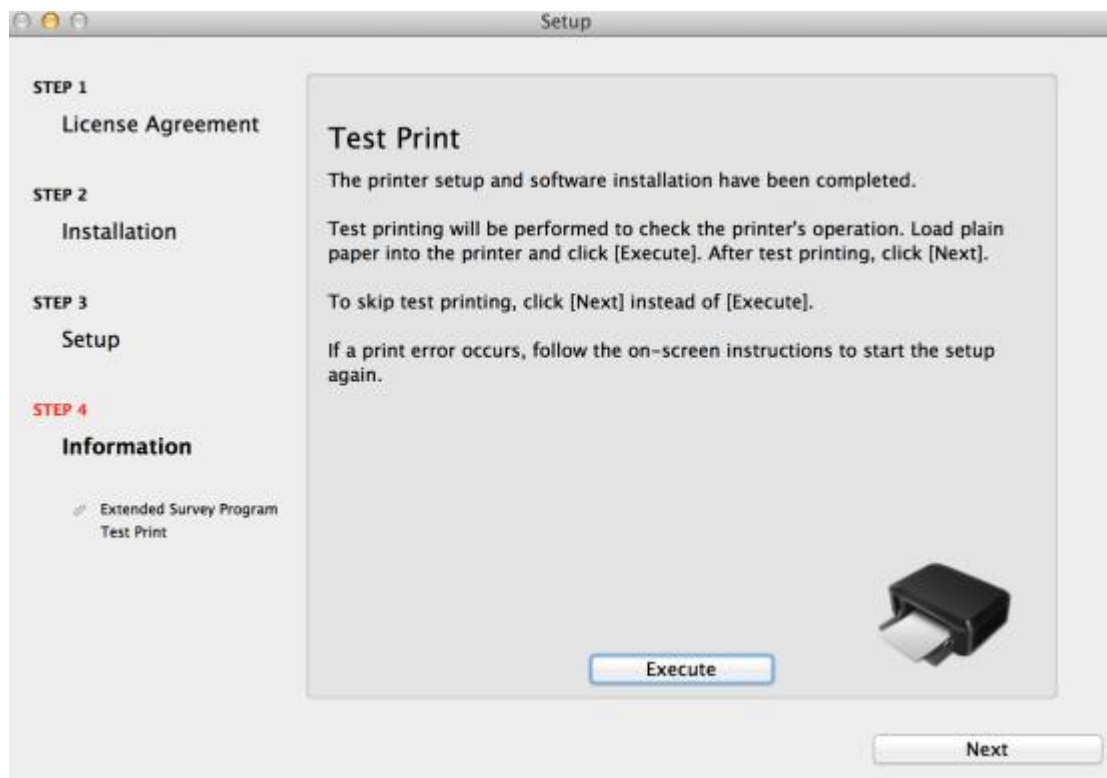 Setup
STEP 1
License Agreement
STEP 2
Installation
STEP 3
Setup
STEP 4
Information
Extended Survey Program
Test Print
Test Print
The printer setup and software installation have been completed.
Test printing will be performed to check the printer's operation. Load plain
paper into the printer and click [Execute]. After test printing, click [Next].
To skip test printing, click [Next] instead of [Execute].
If a print error occurs, follow the on-screen instructions to start the setup
again.
Execute
Next